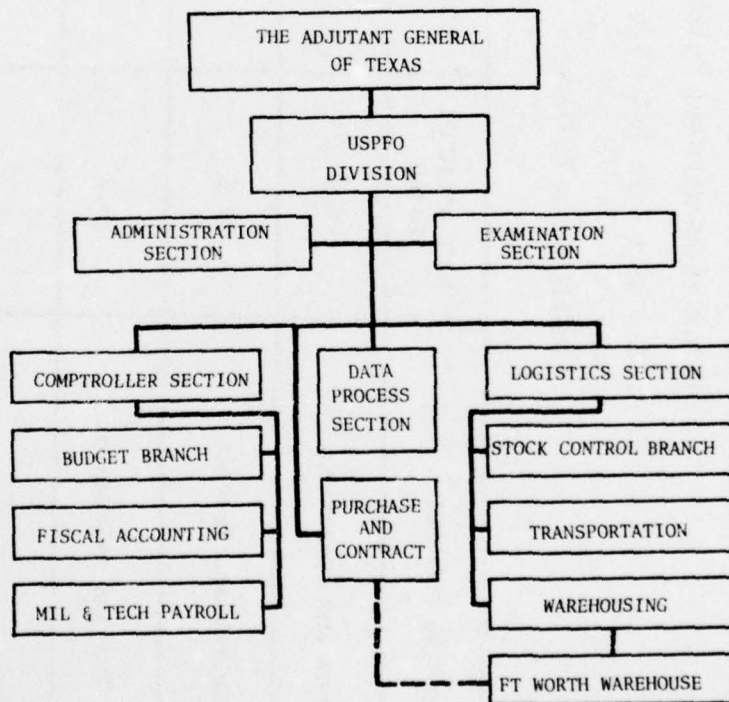 THE ADJUTANT GENERAL
OF TEXAS
USPFO
DIVISION
ADMINISTRATION
SECTION
EXAMINATION
SECTION
COMPTROLLER SECTION
DATA
PROCESS
SECTION
LOGISTICS SECTION
BUDGET BRANCH
STOCK CONTROL BRANCH
PURCHASE
AND
CONTRACT
FISCAL ACCOUNTING
TRANSPORTATION
MIL & TECH PAYROLL
WAREHOUSING
FT WORTH WAREHOUSE